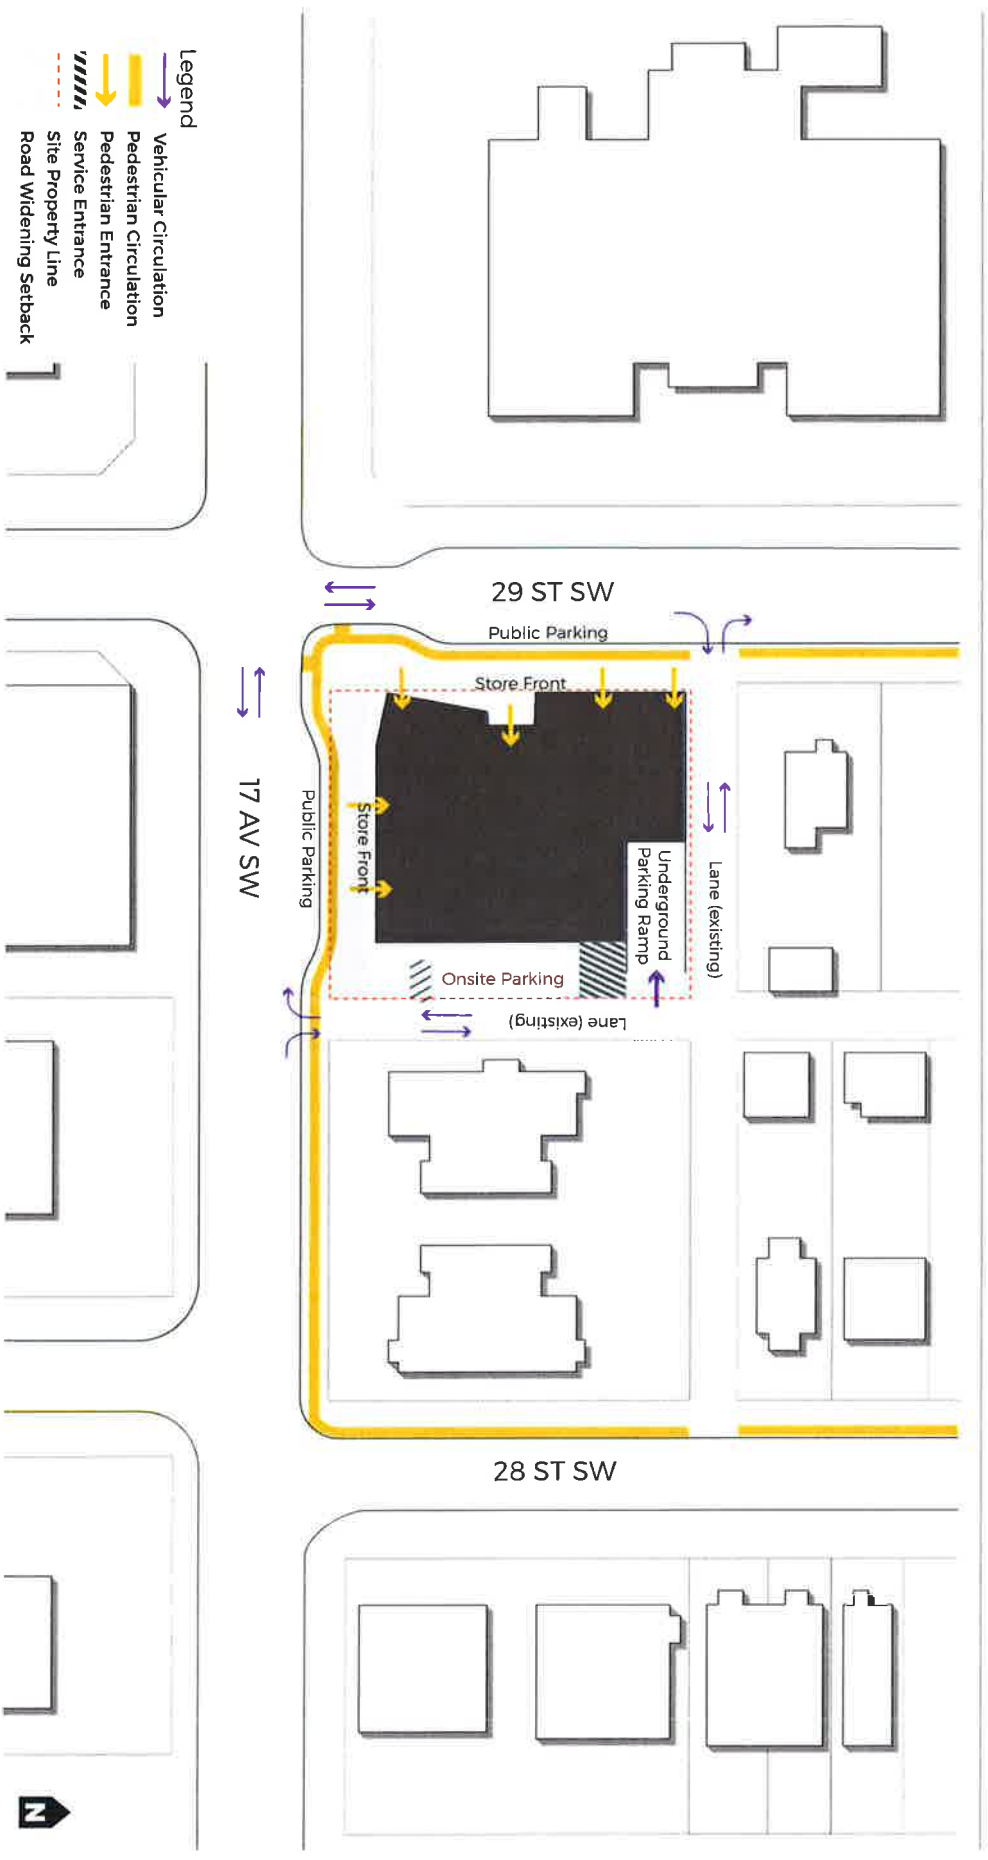 Legend
Vehicular Circulation
Pedestrian Circulation
Pedestrian Entrance
Service Entrance
Site Property Line
Road Widening Setback
29 ST SW
Public Parking
Store Front
17 AV SW
Public Parking
Store Front
Underground
Parking Ramp
Lane (existing)
Onsite Parking
Lane (existing)
28 ST SW
N